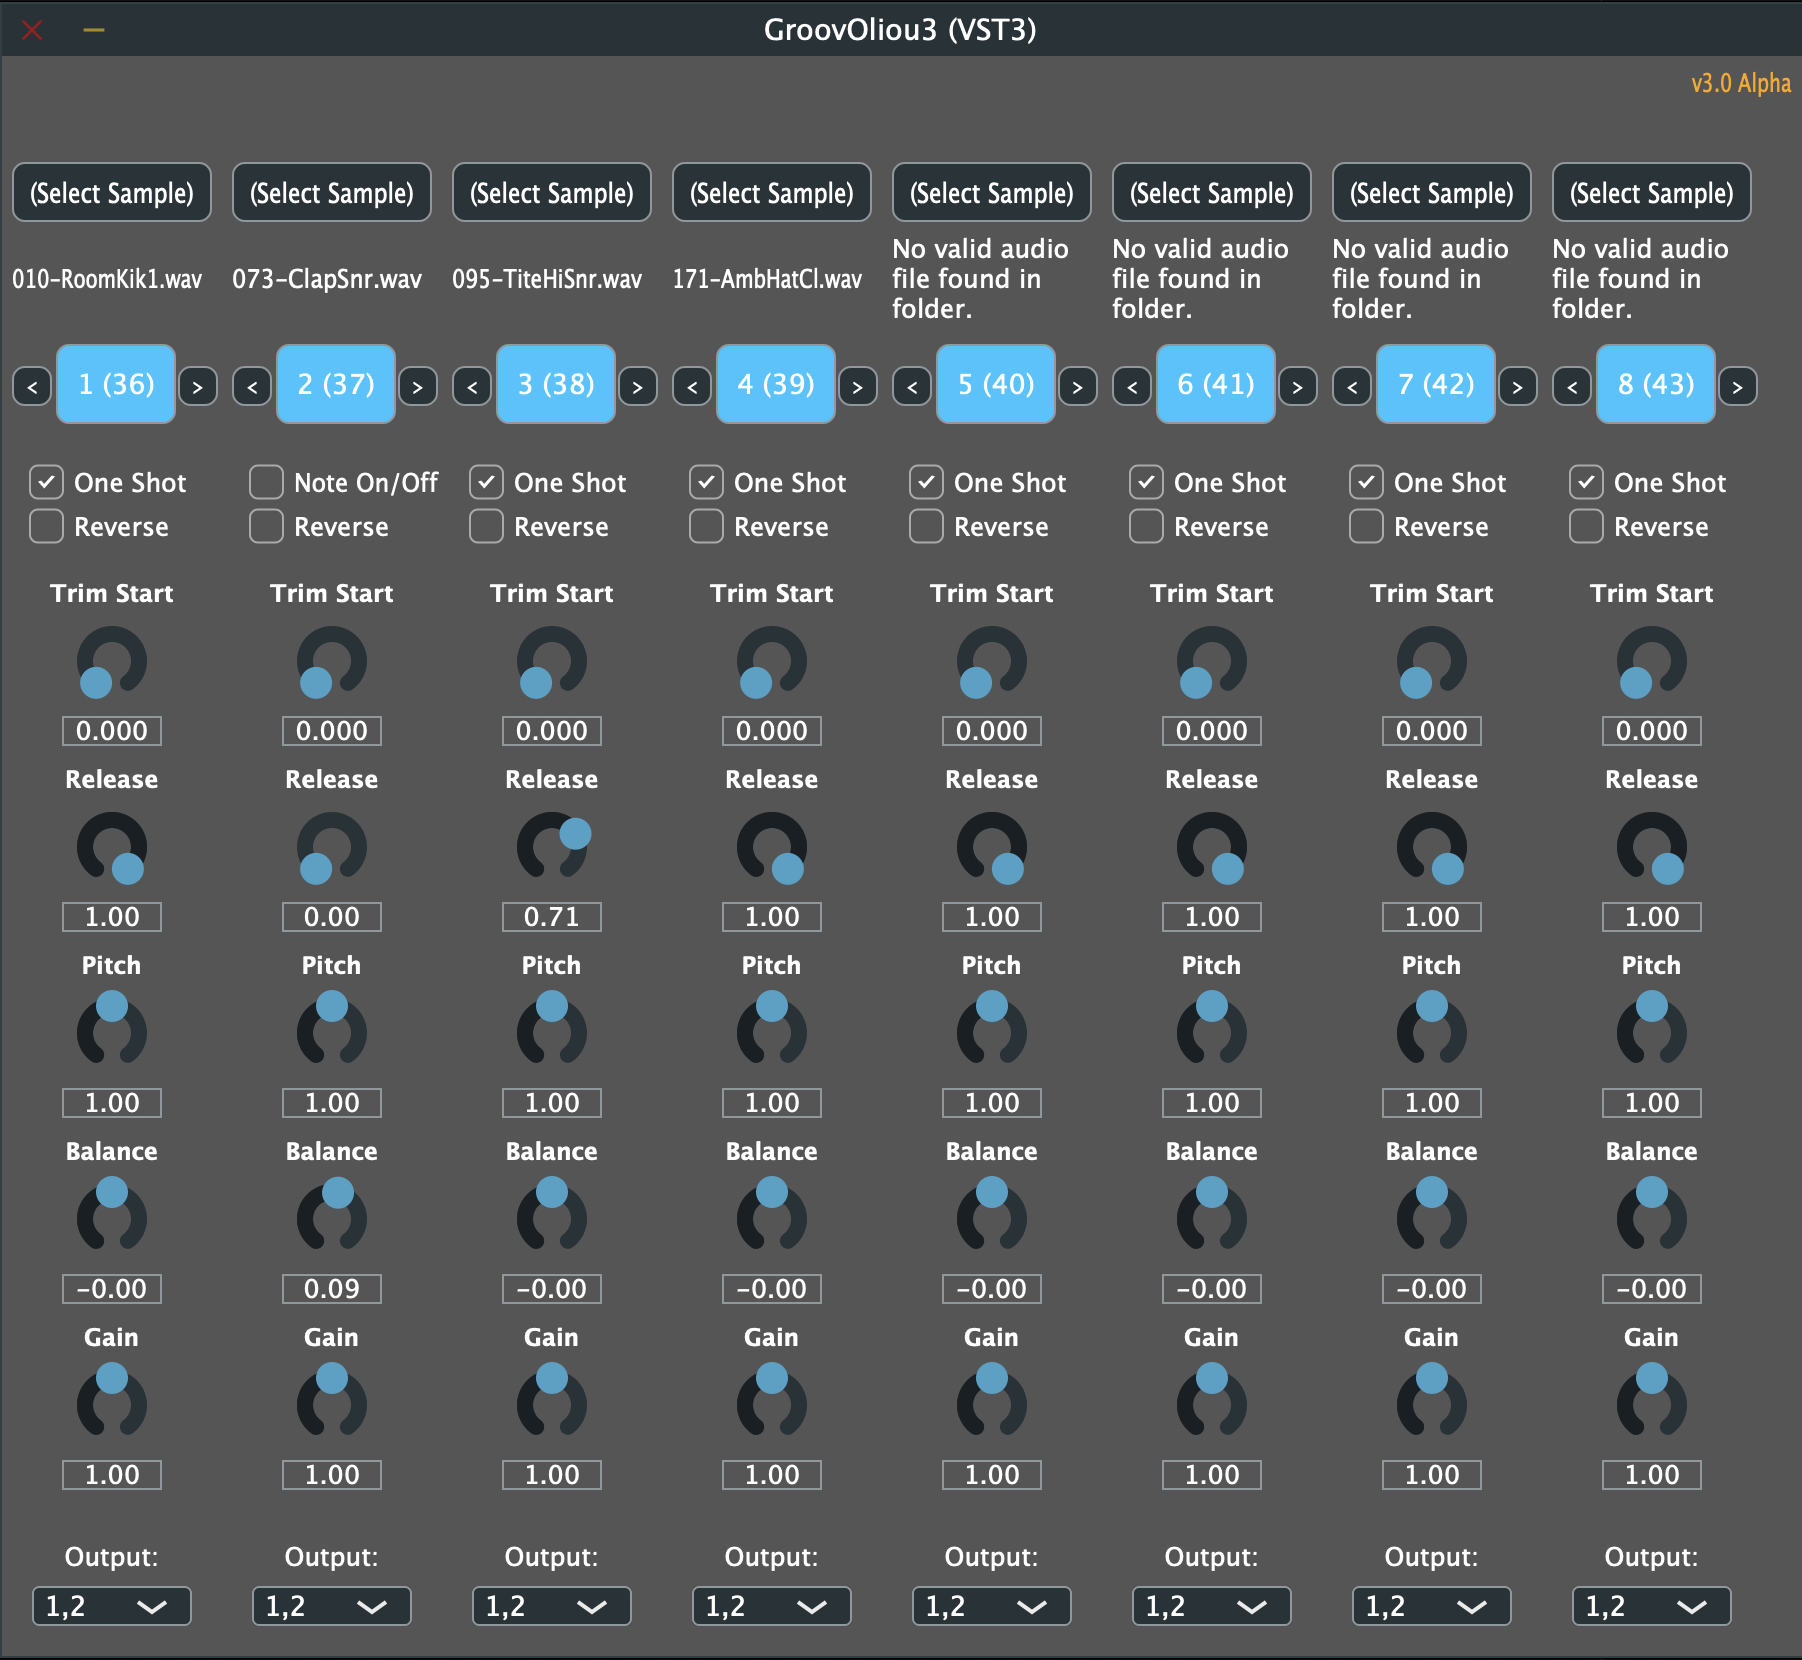 GroovOliou3 (VST3)
v3.0 Alpha
(Select Sample) (Select Sample) (Select Sample) (Select Sample) (Select Sample) (Select Sample) (Select Sample) (Select Sample)
010-RoomKik1.wav 073-ClapSnr.wav 095-TiteHiSnr.wav 171-AmbHatCl.wav
No valid audio
file found in
folder.
No valid audio
file found in
folder.
No valid audio
file found in
folder.
No valid audio
file found in
folder.
< 1 (36) > < 2 (37) > < 3 (38) > < 4 (39) > < 5 (40) > < 6 (41) > < 7 (42) > < 8 (43) >
One Shot Note On/Off One Shot One Shot One Shot One Shot One Shot One Shot
Reverse Reverse Reverse Reverse Reverse Reverse Reverse Reverse
Trim Start Trim Start Trim Start Trim Start Trim Start Trim Start Trim Start Trim Start
0.000 0.000 0.000 0.000 0.000 0.000 0.000 0.000
Release Release Release Release Release Release Release Release
1.00 0.00 0.71 1.00 1.00 1.00 1.00 1.00
Pitch Pitch Pitch Pitch Pitch Pitch Pitch Pitch
1.00 1.00 1.00 1.00 1.00 1.00 1.00 1.00
Balance Balance Balance Balance Balance Balance Balance Balance
-0.00 0.09 -0.00 -0.00 -0.00 -0.00 -0.00 -0.00
Gain Gain Gain Gain Gain Gain Gain Gain
1.00 1.00 1.00 1.00 1.00 1.00 1.00 1.00
Output: Output: Output: Output: Output: Output: Output: Output:
1,2 1,2 1,2 1,2 1,2 1,2 1,2 1,2